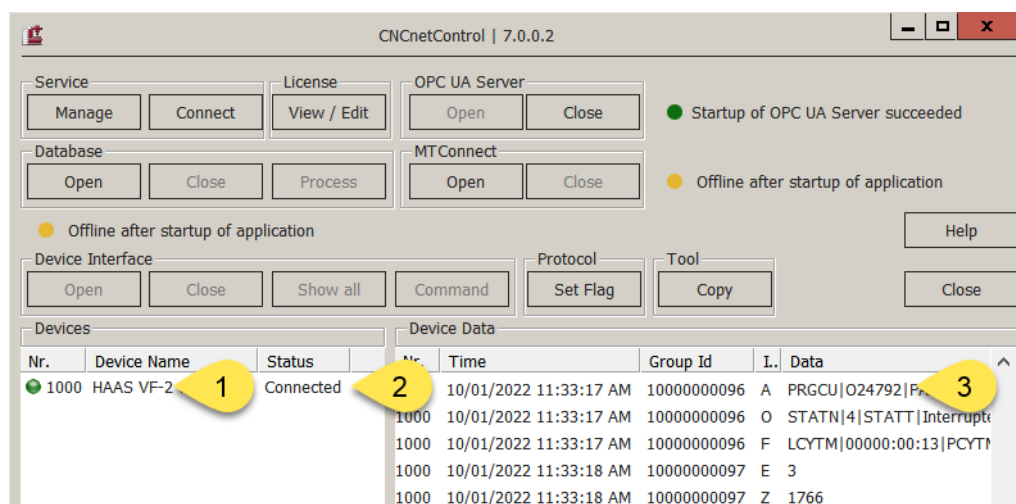 CNCnetControl | 7.0.0.2
Service
License
OPC UA Server
Manage
Connect
View / Edit
Open
Close
Startup of OPC UA Server succeeded
Database
MTConnect
Open
Close
Process
Open
Close
Offline after startup of application
Offline after startup of application
Help
Device Interface
Protocol
Tool
Open
Close
Show all
Command
Set Flag
Copy
Close
Devices
Device Data
Nr. Device Name Status
Nr. Time Group Id I.. Data
1000 HAAS VF-2 1 Connected 2
10/01/2022 11:33:17 AM 10000000096 A PRGCU|O24792| 3
1000 10/01/2022 11:33:17 AM 10000000096 O STATN|4|STATT|Interrupte
1000 10/01/2022 11:33:17 AM 10000000096 F LCYTM|00000:00:13|PCYTM
1000 10/01/2022 11:33:18 AM 10000000097 E 3
1000 10/01/2022 11:33:18 AM 10000000097 Z 1766